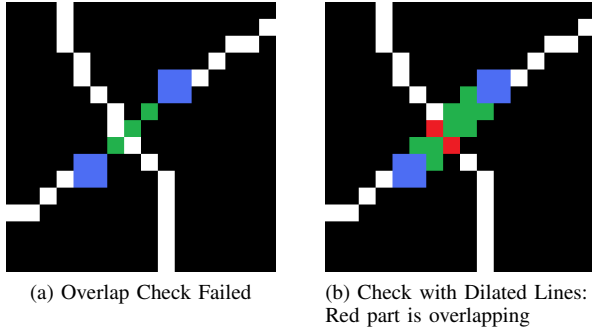 (a) Overlap Check Failed
(b) Check with Dilated Lines:
Red part is overlapping